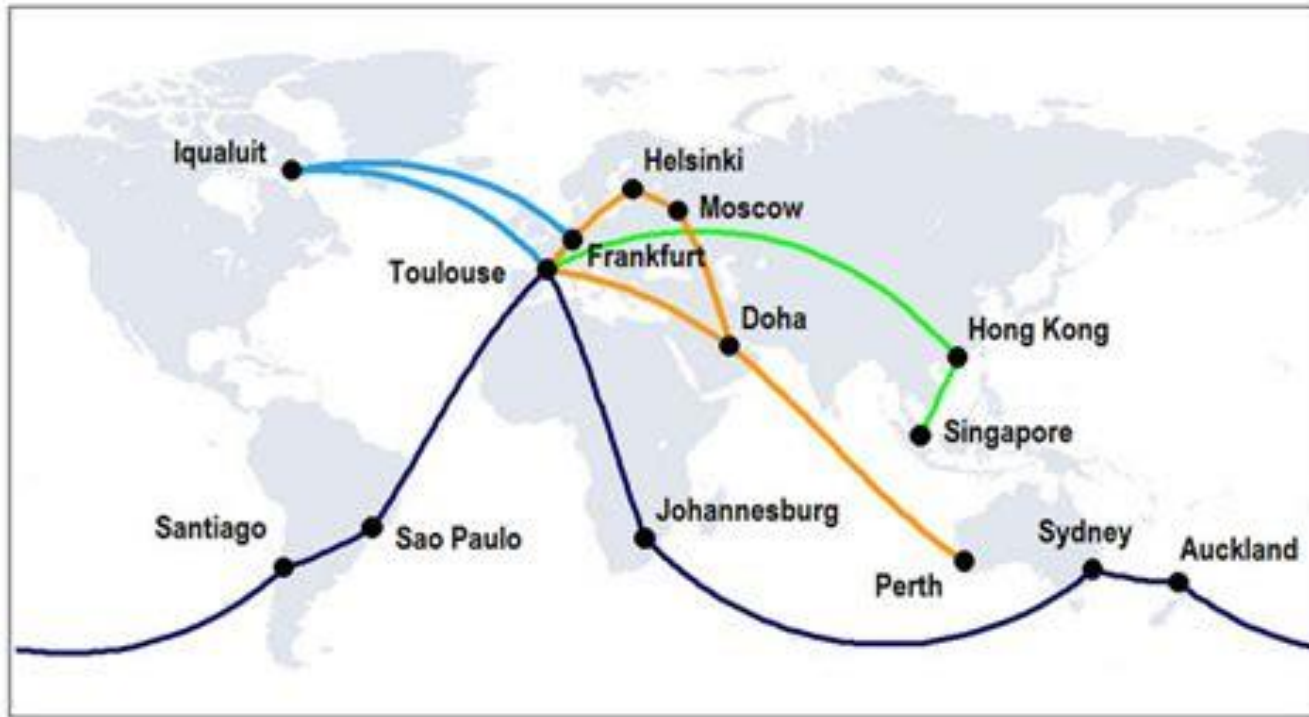 Iqualuit
Helsinki
Moscow
Frankfurt
Toulouse
Doha
Hong Kong
Singapore
Santiago
Sao Paulo
Johannesburg
Perth
Sydney
Auckland